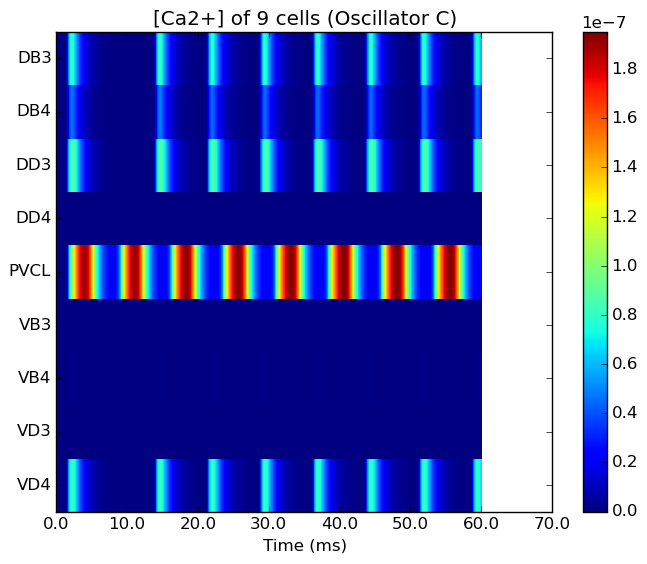 [Ca2+] of 9 cells (Oscillator C)
1e−7
DB3
DB4
DD3
DD4
PVCL
VB3
VB4
VD3
VD4
0.0 10.0 20.0 30.0 40.0 50.0 60.0 70.0
Time (ms)
1.8
1.6
1.4
1.2
1.0
0.8
0.6
0.4
0.2
0.0